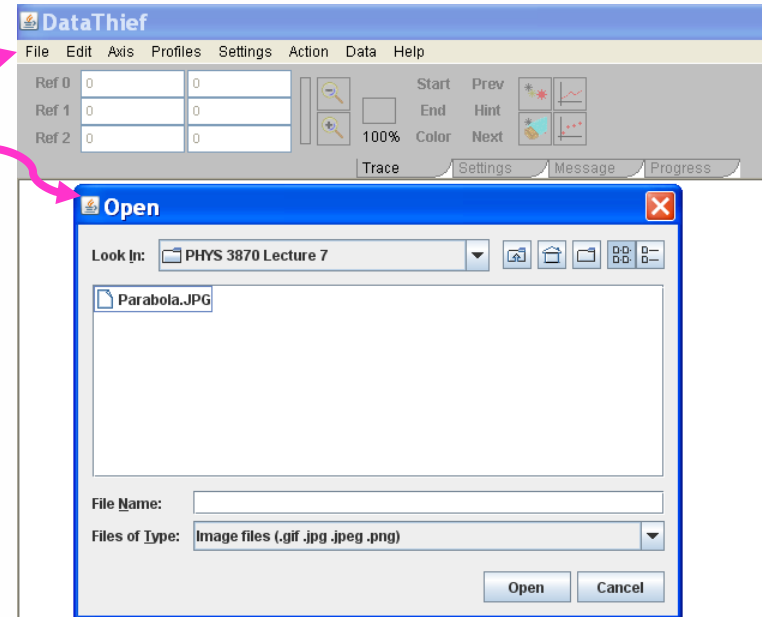 DataThief
File Edit Axis Profiles Settings Action Data Help
Ref 0 0 0 Start Prev
Ref 1 0 0 End Hint
Ref 2 0 0 100% Color Next
Trace Settings Message Progress
Open
Look In: PHYS 3870 Lecture 7
Parabola.JPG
File Name:
Files of Type: Image files (.gif .jpg .jpeg .png)
Open Cancel